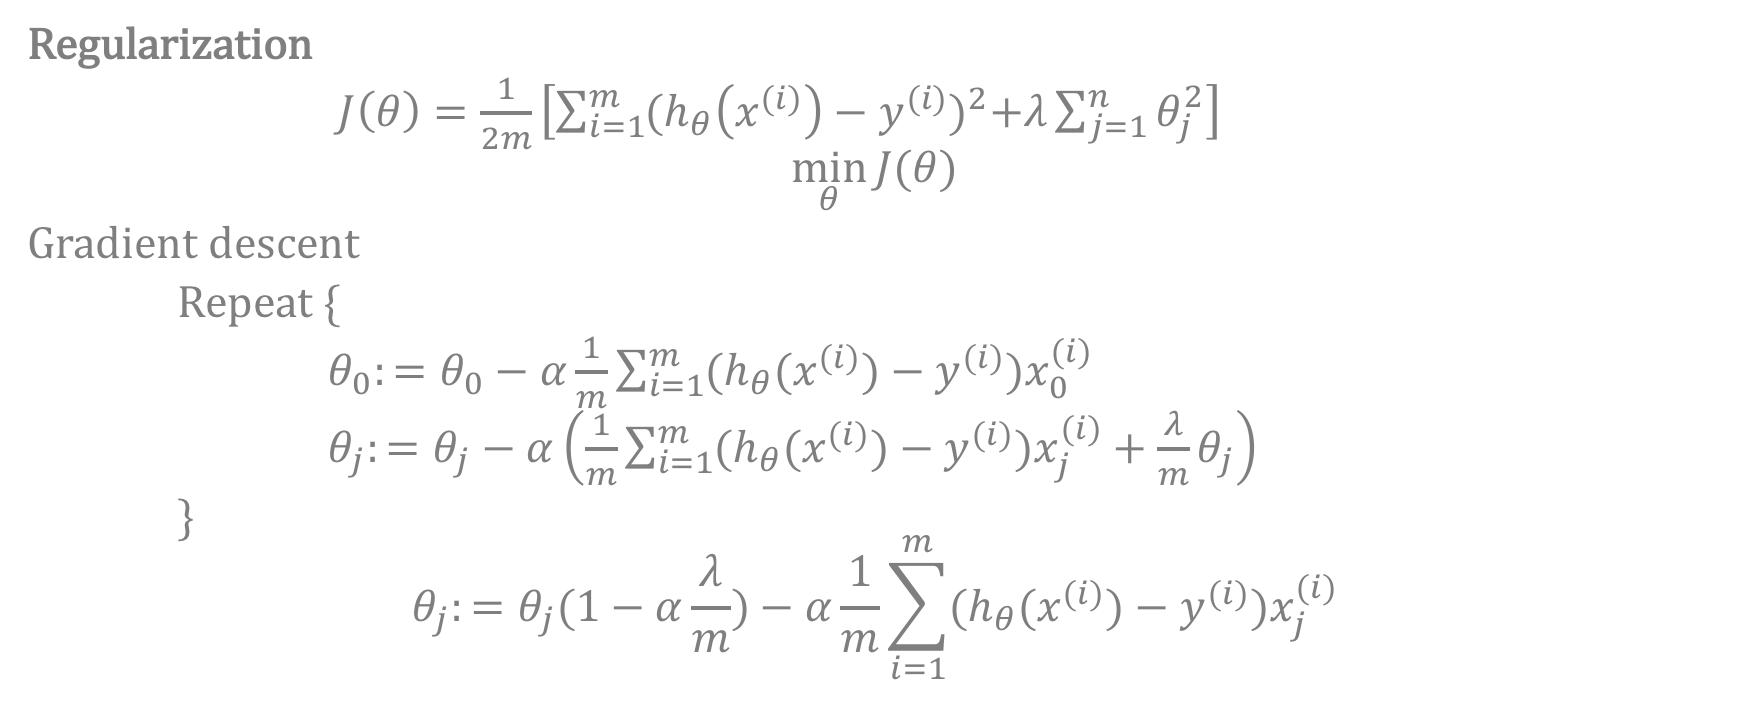 Regularization
J(θ) = 1/2m [∑_{i=1}^{m}(h_θ(x^{(i)}) − y^{(i)})^2+λ∑_{j=1}^{n} θ_j^2]
min_θ J(θ)
Gradient descent
Repeat {
θ_0: = θ_0 − α 1/m ∑_{i=1}^{m}(h_θ(x^{(i)}) − y^{(i)})x_0^{(i)}
θ_j: = θ_j − α (1/m ∑_{i=1}^{m}(h_θ(x^{(i)}) − y^{(i)})x_j^{(i)} + λ/m θ_j)
}
θ_j: = θ_j(1 − α λ/m) − α 1/m ∑_{i=1}^{m}(h_θ(x^{(i)}) − y^{(i)})x_j^{(i)}